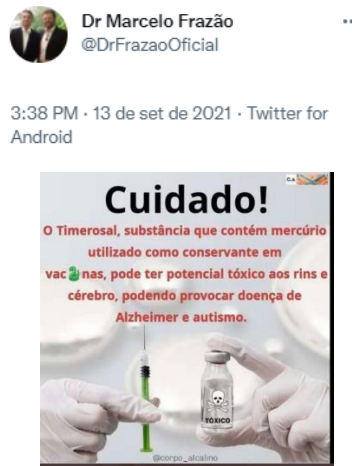 Dr Marcelo Frazão
@DrFrazaoOficial
3:38 PM · 13 de set de 2021 · Twitter for
Android
Cuidado!
O Timerosal, substância que contém mercúrio
utilizado como conservante em
vac🐍nas, pode ter potencial tóxico aos rins e
cérebro, podendo provocar doença de
Alzheimer e autismo.
TÓXICO
@corpo_alcalino